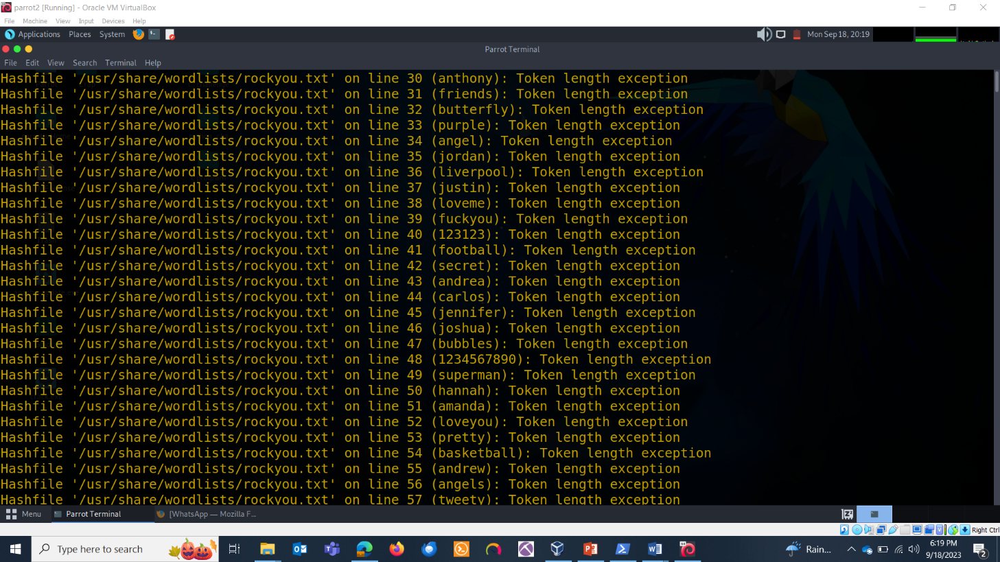 parrot2 [Running] - Oracle VM VirtualBox
File Machine View Input Devices Help
Applications Places System Mon Sep 18, 20:19
Parrot Terminal
File Edit View Search Terminal Help
Hashfile '/usr/share/wordlists/rockyou.txt' on line 30 (anthony): Token length exception
Hashfile '/usr/share/wordlists/rockyou.txt' on line 31 (friends): Token length exception
Hashfile '/usr/share/wordlists/rockyou.txt' on line 32 (butterfly): Token length exception
Hashfile '/usr/share/wordlists/rockyou.txt' on line 33 (purple): Token length exception
Hashfile '/usr/share/wordlists/rockyou.txt' on line 34 (angel): Token length exception
Hashfile '/usr/share/wordlists/rockyou.txt' on line 35 (jordan): Token length exception
Hashfile '/usr/share/wordlists/rockyou.txt' on line 36 (liverpool): Token length exception
Hashfile '/usr/share/wordlists/rockyou.txt' on line 37 (justin): Token length exception
Hashfile '/usr/share/wordlists/rockyou.txt' on line 38 (loveme): Token length exception
Hashfile '/usr/share/wordlists/rockyou.txt' on line 39 (fuckyou): Token length exception
Hashfile '/usr/share/wordlists/rockyou.txt' on line 40 (123123): Token length exception
Hashfile '/usr/share/wordlists/rockyou.txt' on line 41 (football): Token length exception
Hashfile '/usr/share/wordlists/rockyou.txt' on line 42 (secret): Token length exception
Hashfile '/usr/share/wordlists/rockyou.txt' on line 43 (andrea): Token length exception
Hashfile '/usr/share/wordlists/rockyou.txt' on line 44 (carlos): Token length exception
Hashfile '/usr/share/wordlists/rockyou.txt' on line 45 (jennifer): Token length exception
Hashfile '/usr/share/wordlists/rockyou.txt' on line 46 (joshua): Token length exception
Hashfile '/usr/share/wordlists/rockyou.txt' on line 47 (bubbles): Token length exception
Hashfile '/usr/share/wordlists/rockyou.txt' on line 48 (1234567890): Token length exception
Hashfile '/usr/share/wordlists/rockyou.txt' on line 49 (superman): Token length exception
Hashfile '/usr/share/wordlists/rockyou.txt' on line 50 (hannah): Token length exception
Hashfile '/usr/share/wordlists/rockyou.txt' on line 51 (amanda): Token length exception
Hashfile '/usr/share/wordlists/rockyou.txt' on line 52 (loveyou): Token length exception
Hashfile '/usr/share/wordlists/rockyou.txt' on line 53 (pretty): Token length exception
Hashfile '/usr/share/wordlists/rockyou.txt' on line 54 (basketball): Token length exception
Hashfile '/usr/share/wordlists/rockyou.txt' on line 55 (andrew): Token length exception
Hashfile '/usr/share/wordlists/rockyou.txt' on line 56 (angels): Token length exception
Hashfile '/usr/share/wordlists/rockyou.txt' on line 57 (tweety): Token length exception
Menu Parrot Terminal [WhatsApp — Mozilla F...
Right Ctrl
Type here to search Rain... 6:19 PM
9/18/2023 2